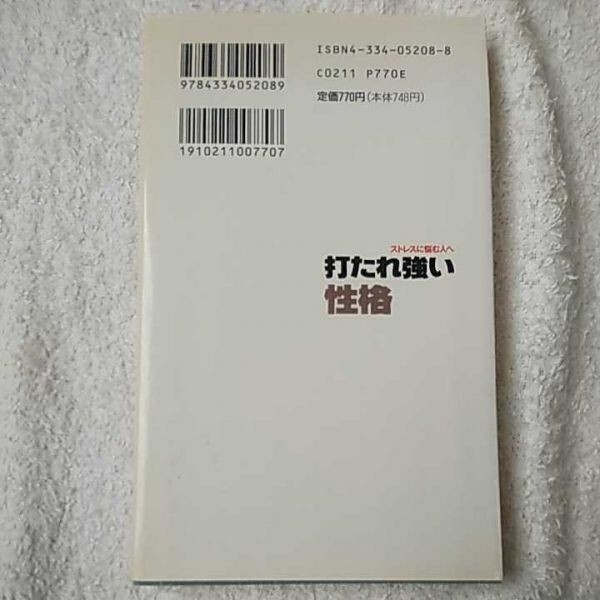 ISBN4-334-05208-8
C0211 P770E
定価770円(本体748円)
9784334052089
1910211007707
ストレスに悩む人へ
打たれ強い
性格